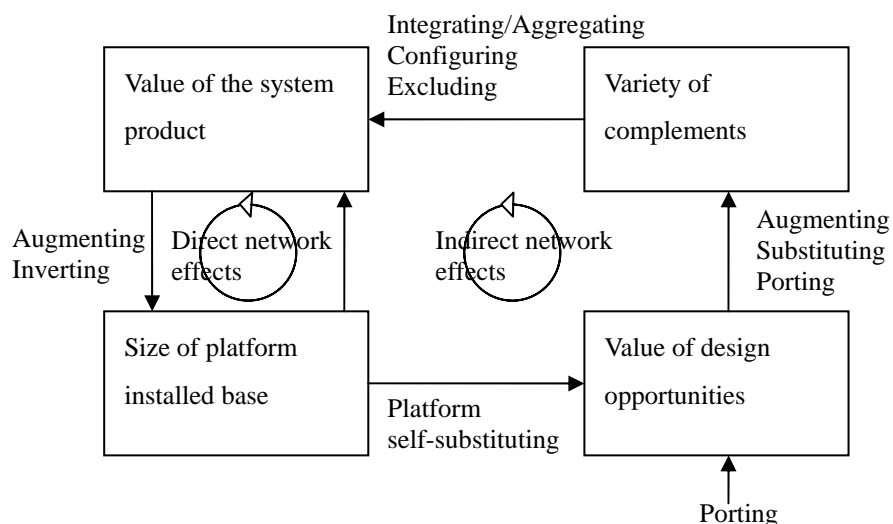 Integrating/Aggregating
Configuring
Excluding
Value of the system
product
Variety of
complements
Augmenting
Inverting
Direct network
effects
Indirect network
effects
Augmenting
Substituting
Porting
Size of platform
installed base
Platform
self-substituting
Value of design
opportunities
Porting